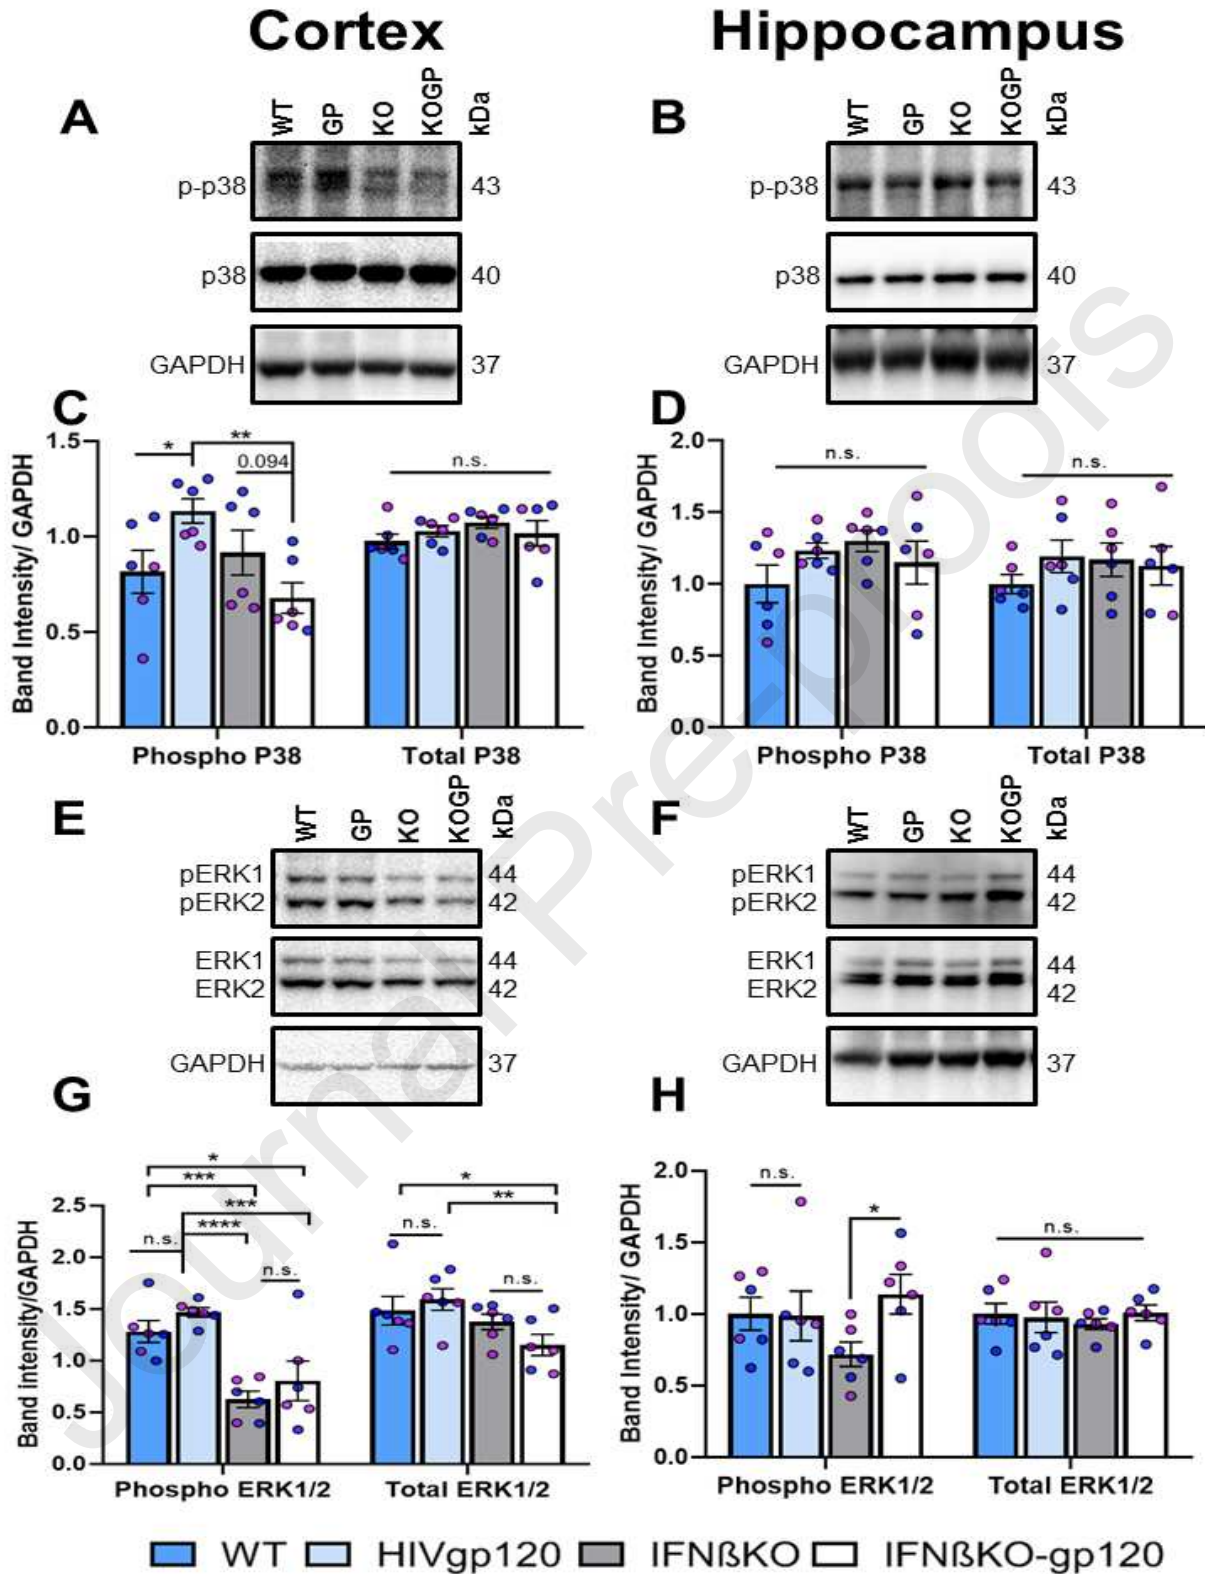 Cortex Hippocampus
A WT GP KO KOGP kDa
p-p38 43
p38 40
GAPDH 37
B WT GP KO KOGP kDa
p-p38 43
p38 40
GAPDH 37
C
Band Intensity/ GAPDH
1.5
1.0
0.5
0.0
* **
0.094
n.s.
Phospho P38 Total P38
D
Band Intensity/ GAPDH
2.0
1.5
1.0
0.5
0.0
n.s. n.s.
Phospho P38 Total P38
E WT GP KO KOGP kDa
pERK1 44
pERK2 42
ERK1 44
ERK2 42
GAPDH 37
F WT GP KO KOGP kDa
pERK1 44
pERK2 42
ERK1 44
ERK2 42
GAPDH 37
G
Band intensity/GAPDH
2.5
2.0
1.5
1.0
0.5
0.0
*
***
***
****
n.s. n.s.
*
**
n.s. n.s.
Phospho ERK1/2 Total ERK1/2
H
Band Intensity/ GAPDH
2.0
1.5
1.0
0.5
0.0
n.s. * n.s.
Phospho ERK1/2 Total ERK1/2
WT HIVgp120 IFNßKO IFNßKO-gp120
Journal Pre-proofs